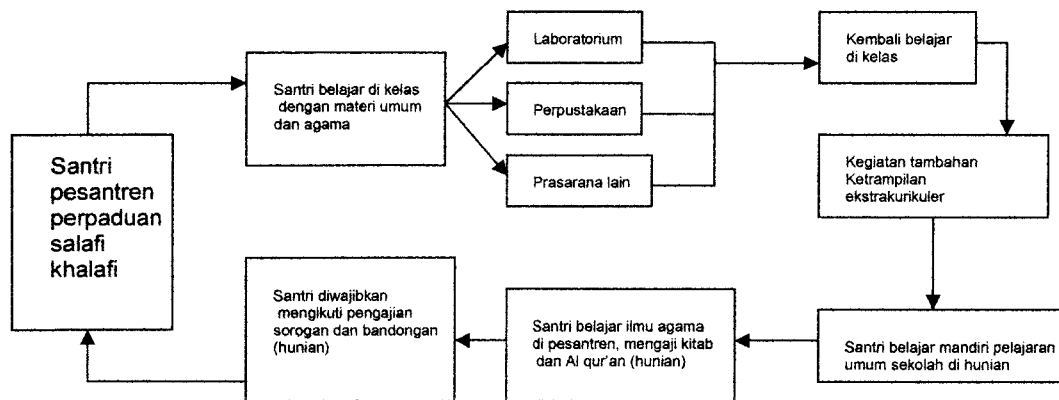 Santri
pesantren
perpaduan
salafi
khalafi
Santri belajar di kelas
dengan materi umum
dan agama
Laboratorium
Perpustakaan
Prasarana lain
Kembali belajar
di kelas
Kegiatan tambahan
Ketrampilan
ekstrakurikuler
Santri belajar mandiri pelajaran
umum sekolah di hunian
Santri belajar ilmu agama
di pesantren, mengaji kitab
dan Al qur'an (hunian)
Santri diwajibkan
mengikuti pengajian
sorogan dan bandongan
(hunian)